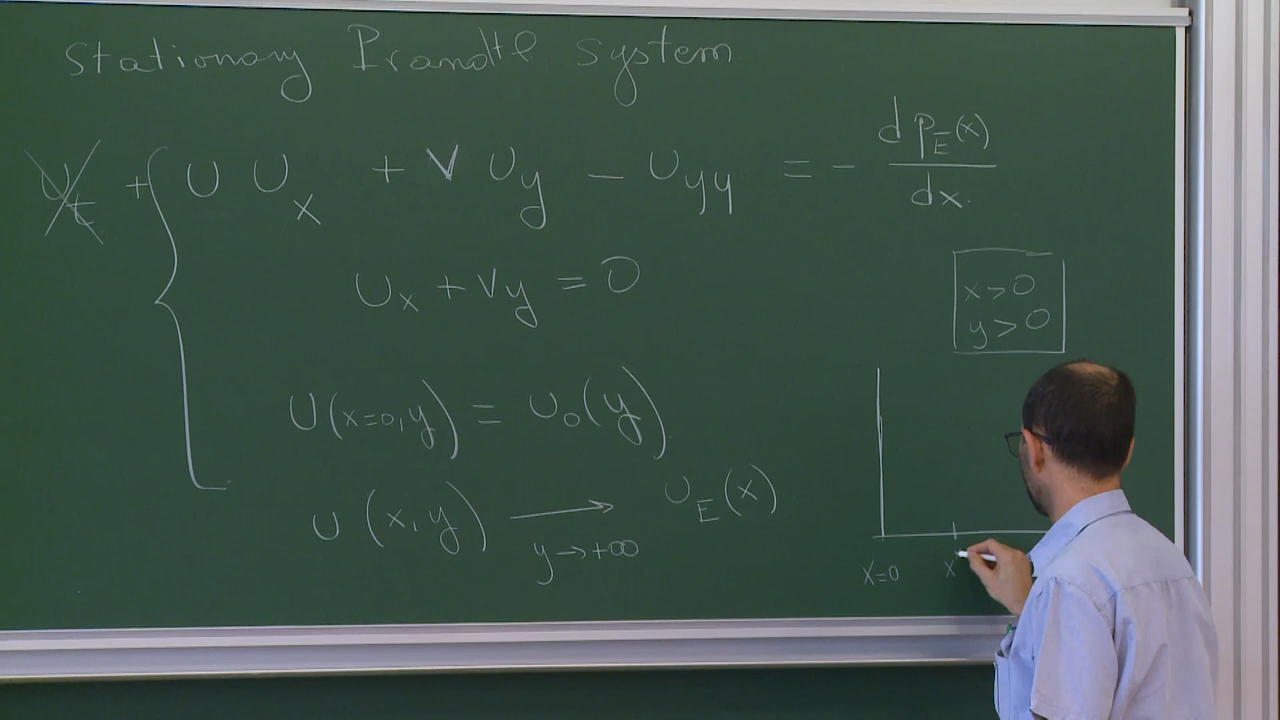 Stationary Prandtl system
U_t + U U_x + V U_y - U_yy = - dp_E(x)/dx
U_x + V_y = 0
x > 0
y > 0
U(x=0,y) = U_0(y)
U(x,y) → U_E(x)
y→+∞
x=0
x